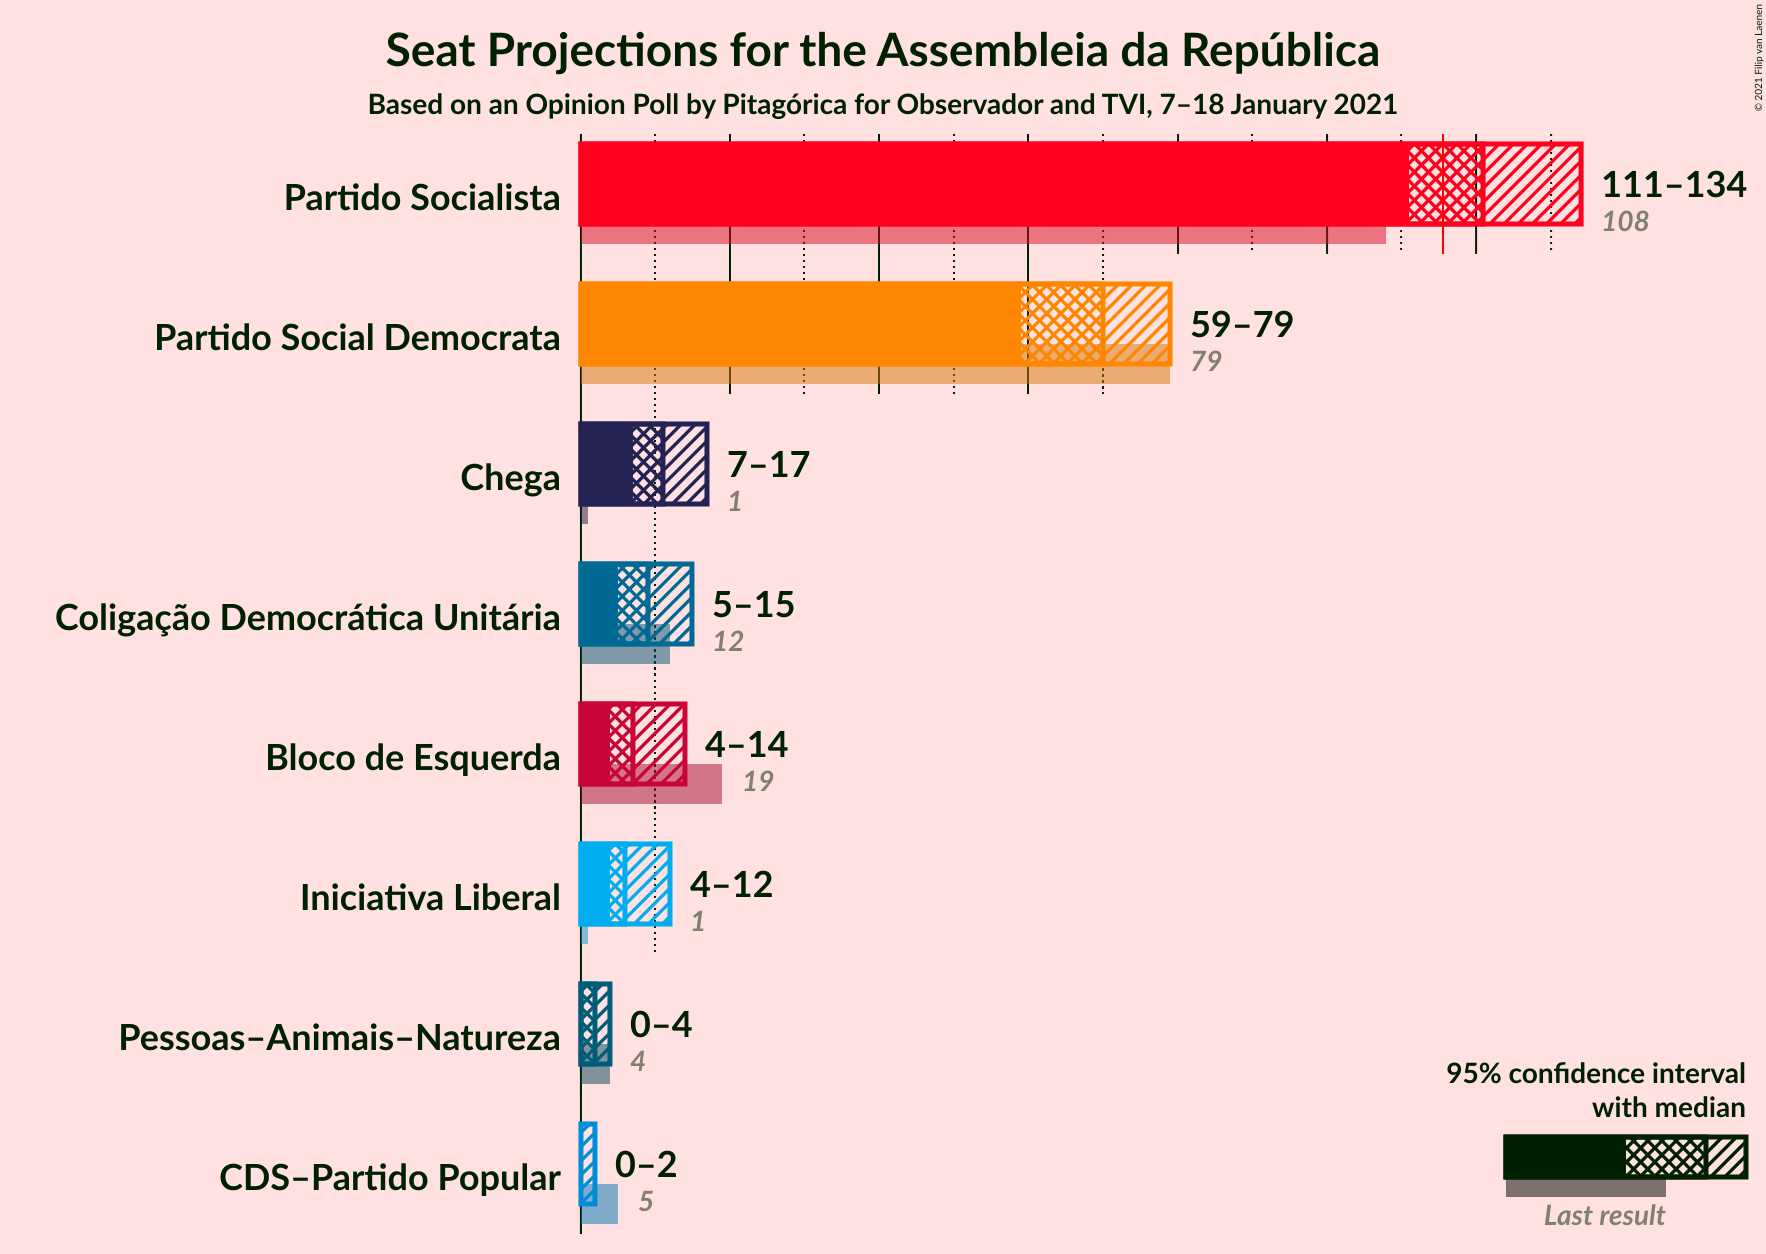 Seat Projections for the Assembleia da República
Based on an Opinion Poll by Pitagórica for Observador and TVI, 7–18 January 2021
© 2021 Filip van Laenen
Partido Socialista
111–134
108
Partido Social Democrata
59–79
79
Chega
7–17
1
Coligação Democrática Unitária
5–15
12
Bloco de Esquerda
4–14
19
Iniciativa Liberal
4–12
1
Pessoas–Animais–Natureza
0–4
4
CDS–Partido Popular
0–2
5
95% confidence interval
with median
Last result